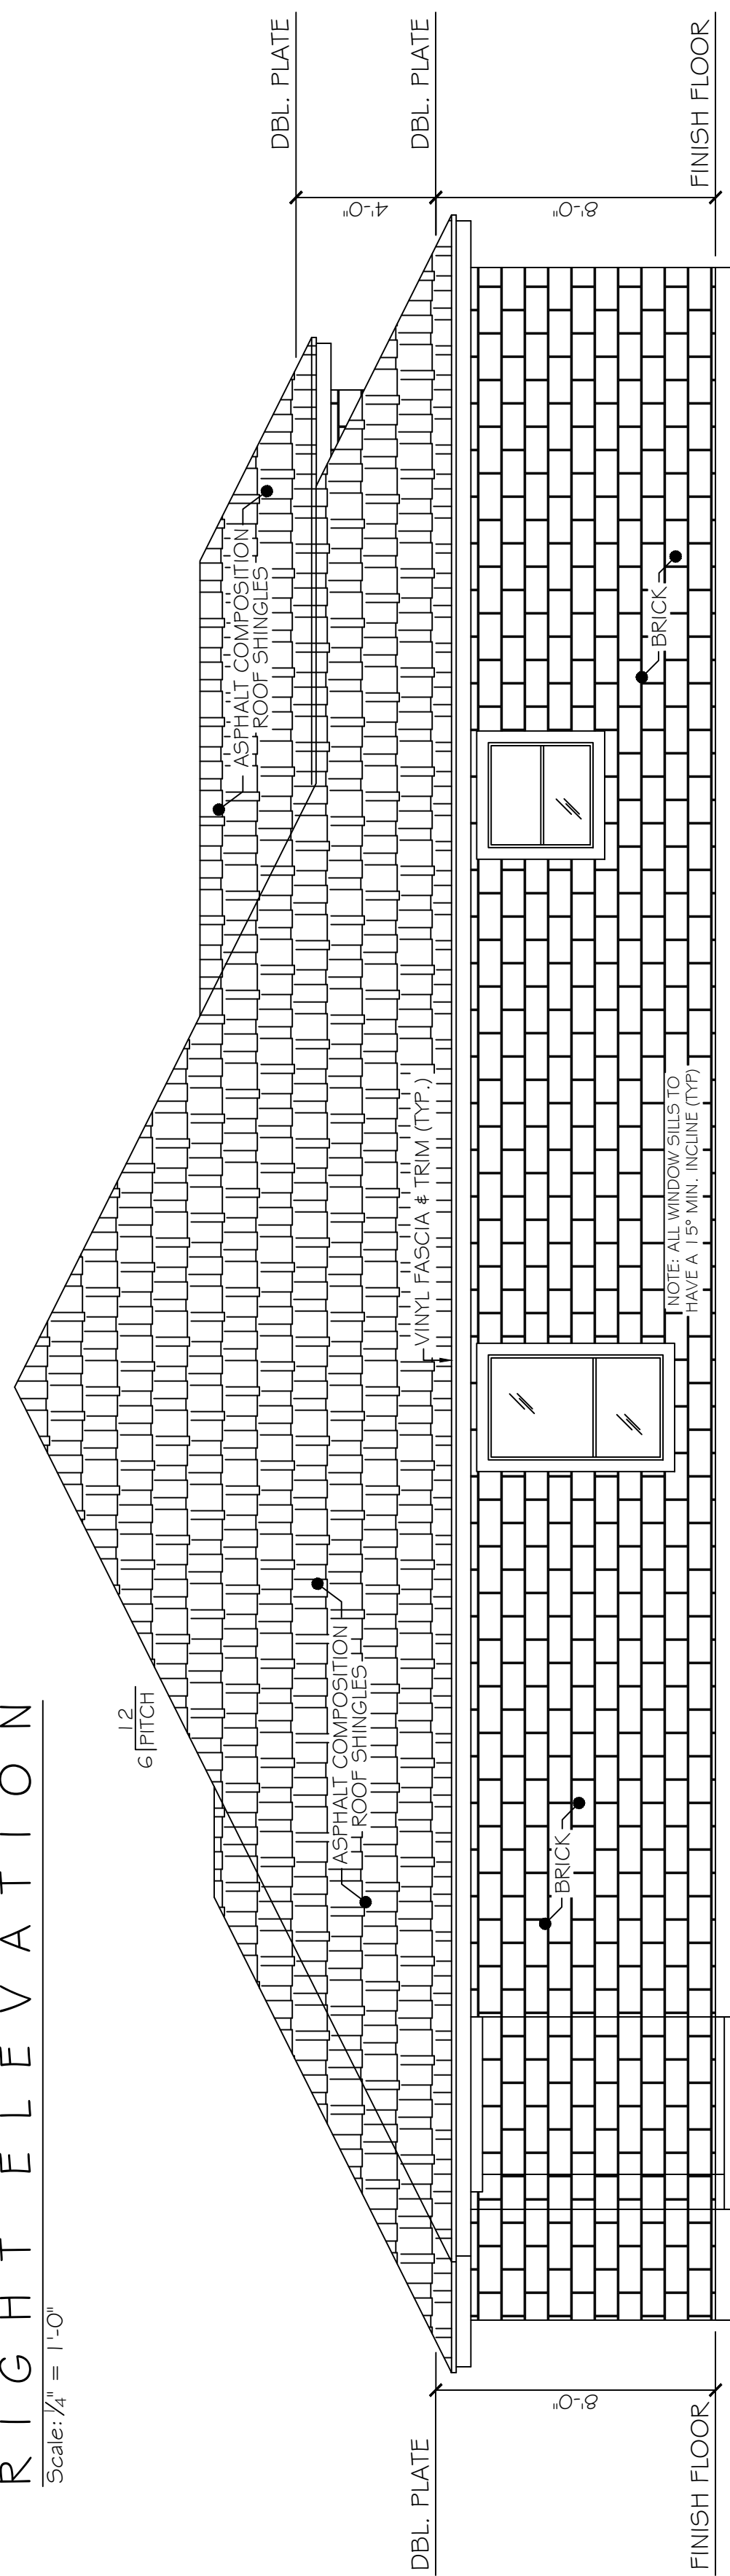 RIGHT ELEVATION
Scale: 1/4" = 1'-0"
12
6 PITCH
DBL. PLATE
DBL. PLATE
FINISH FLOOR
4'-0"
8'-0"
ASPHALT COMPOSITION
ROOF SHINGLES
ASPHALT COMPOSITION
ROOF SHINGLES
VINYL FASCIA & TRIM (TYP.)
BRICK
BRICK
NOTE: ALL WINDOW SILLS TO
HAVE A 15° MIN. INCLINE (TYP)
DBL. PLATE
8'-0"
FINISH FLOOR